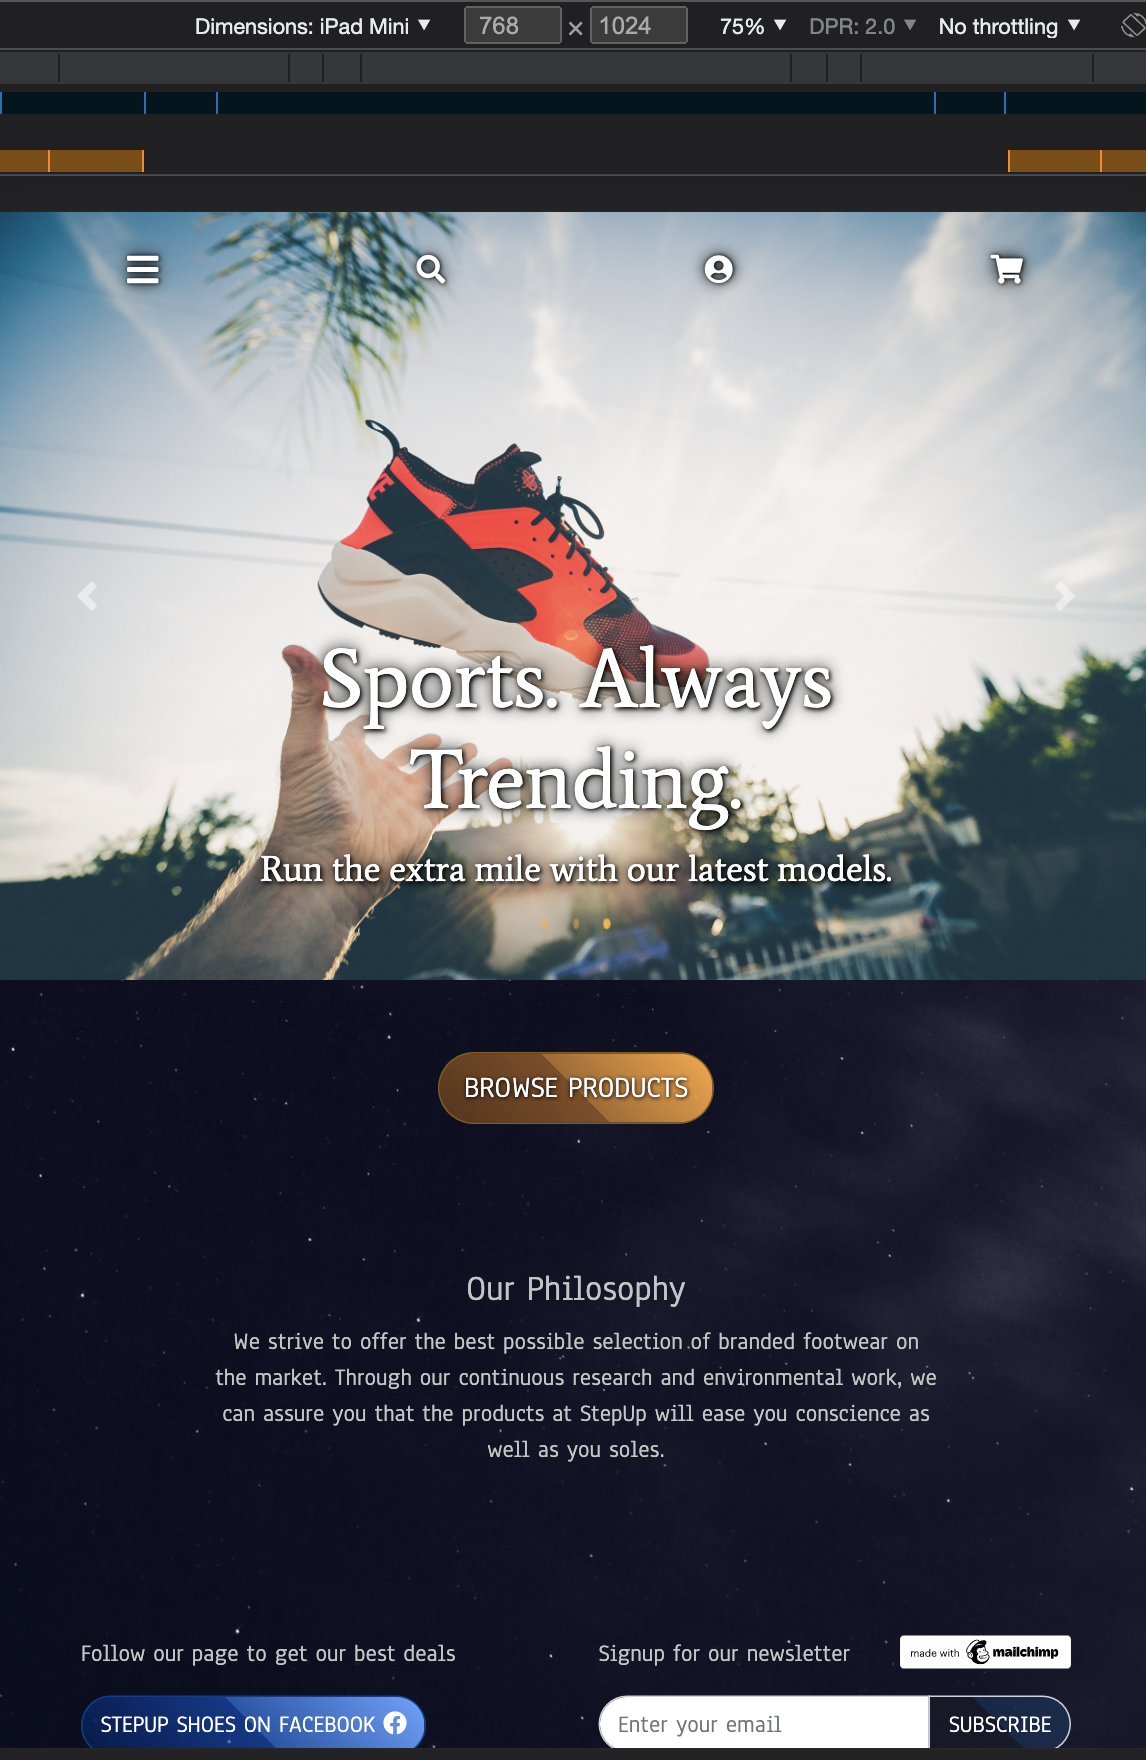 Dimensions: iPad Mini ▼ 768 × 1024 75% ▼ DPR: 2.0 ▼ No throttling ▼
Sports. Always
Trending.
Run the extra mile with our latest models.
BROWSE PRODUCTS
Our Philosophy
We strive to offer the best possible selection of branded footwear on
the market. Through our continuous research and environmental work, we
can assure you that the products at StepUp will ease you conscience as
well as you soles.
Follow our page to get our best deals
STEPUP SHOES ON FACEBOOK
Signup for our newsletter
made with mailchimp
Enter your email
SUBSCRIBE